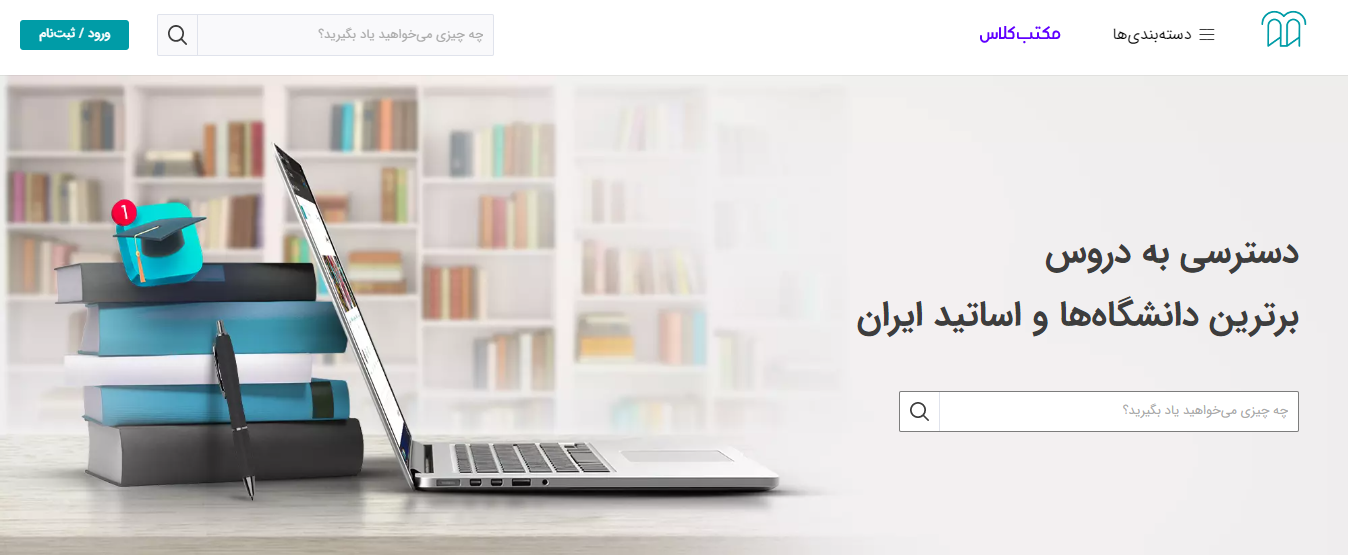 دسته‌بندی‌ها
مکتب‌کلاس
چه چیزی می‌خواهید یاد بگیرید؟
ورود / ثبت‌نام
۱
دسترسی به دروس
برترین دانشگاه‌ها و اساتید ایران
چه چیزی می‌خواهید یاد بگیرید؟